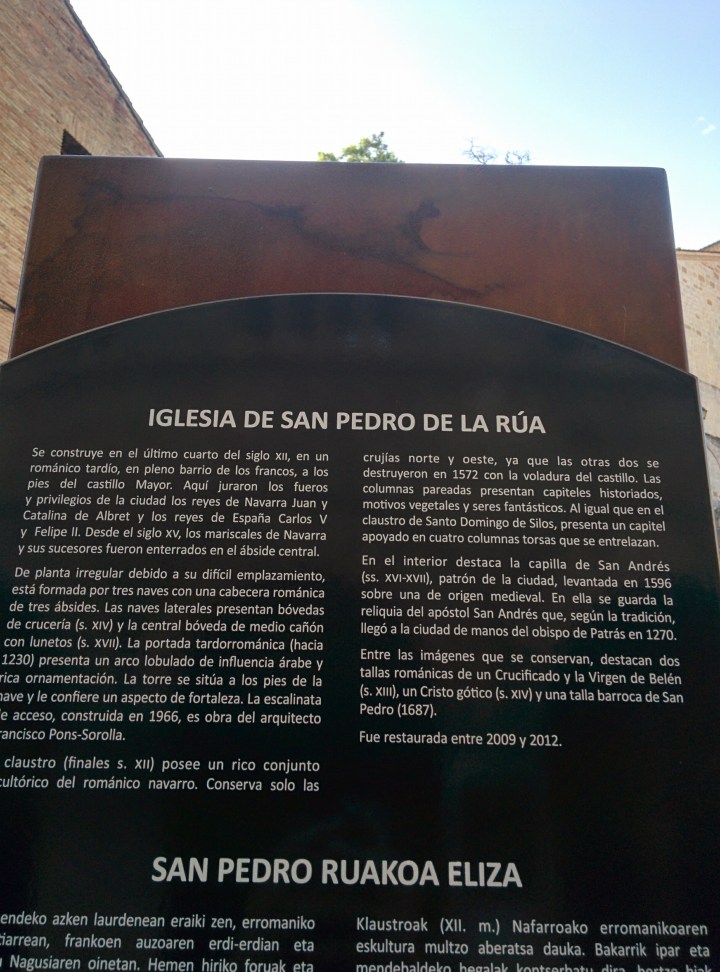 IGLESIA DE SAN PEDRO DE LA RÚA
Se construye en el último cuarto del siglo XII, en un
románico tardío, en pleno barrio de los francos, a los
pies del castillo Mayor. Aquí juraron los fueros
y privilegios de la ciudad los reyes de Navarra Juan y
Catalina de Albret y los reyes de España Carlos V
y Felipe II. Desde el siglo XV, los mariscales de Navarra
y sus sucesores fueron enterrados en el ábside central.
De planta irregular debido a su difícil emplazamiento,
está formada por tres naves con una cabecera románica
de tres ábsides. Las naves laterales presentan bóvedas
de crucería (s. XIV) y la central bóveda de medio cañón
con lunetos (s. XVII). La portada tardorrománica (hacia
1230) presenta un arco lobulado de influencia árabe y
rica ornamentación. La torre se sitúa a los pies de la
nave y le confiere un aspecto de fortaleza. La escalinata
de acceso, construida en 1966, es obra del arquitecto
rancisco Pons-Sorolla.
claustro (finales s. XII) posee un rico conjunto
cultórico del románico navarro. Conserva solo las
crujías norte y oeste, ya que las otras dos se
destruyeron en 1572 con la voladura del castillo. Las
columnas pareadas presentan capiteles historiados,
motivos vegetales y seres fantásticos. Al igual que en el
claustro de Santo Domingo de Silos, presenta un capitel
apoyado en cuatro columnas torsas que se entrelazan.
En el interior destaca la capilla de San Andrés
(ss. XVI-XVII), patrón de la ciudad, levantada en 1596
sobre una de origen medieval. En ella se guarda la
reliquia del apóstol San Andrés que, según la tradición,
llegó a la ciudad de manos del obispo de Patrás en 1270.
Entre las imágenes que se conservan, destacan dos
tallas románicas de un Crucificado y la Virgen de Belén
(s. XIII), un Cristo gótico (s. XIV) y una talla barroca de San
Pedro (1687).
Fue restaurada entre 2009 y 2012.
SAN PEDRO RUAKOA ELIZA
endeko azken laurdenean eraiki zen, erromaniko
tiarrean, frankoen auzoaren erdi-erdian eta
Nagusiaren oinetan. Hemen hiriko foruak eta
Klaustroak (XII. m.) Nafarroako erromanikoaren
eskultura multzo aberatsa dauka. Bakarrik ipar eta
mendebaldeko hegalak kontserbatu dira